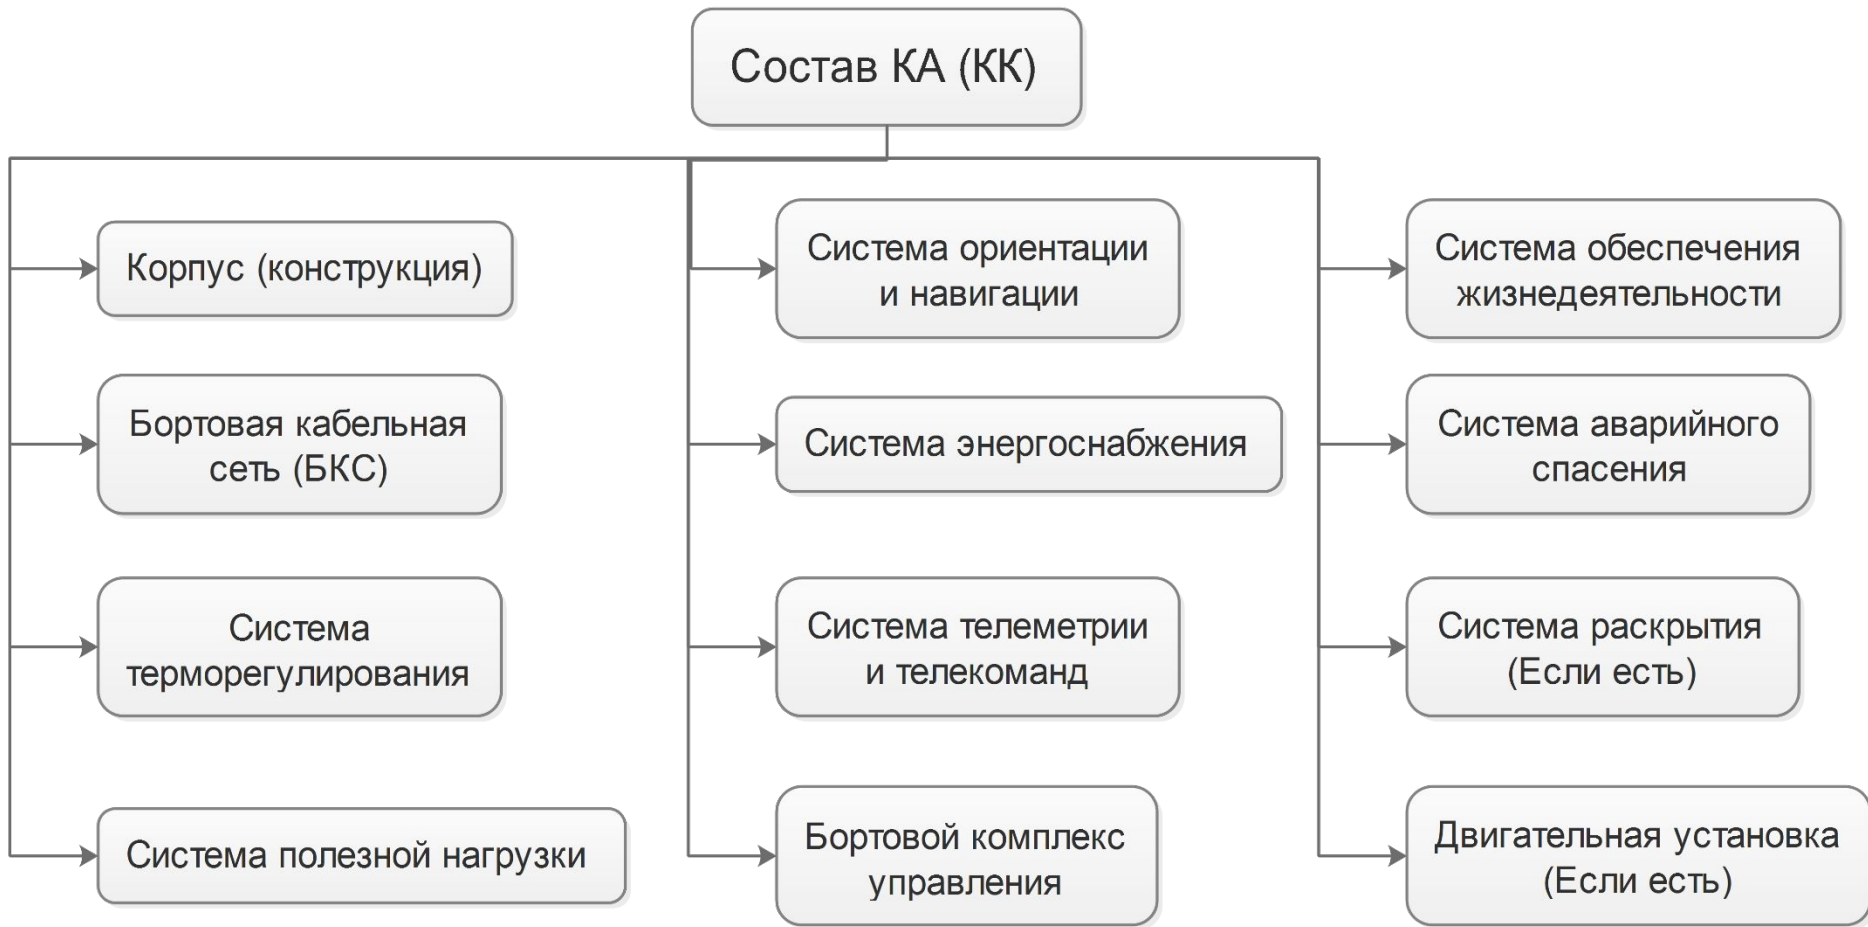 Состав КА (КК)
Корпус (конструкция)
Бортовая кабельная
сеть (БКС)
Система
терморегулирования
Система полезной нагрузки
Система ориентации
и навигации
Система энергоснабжения
Система телеметрии
и телекоманд
Бортовой комплекс
управления
Система обеспечения
жизнедеятельности
Система аварийного
спасения
Система раскрытия
(Если есть)
Двигательная установка
(Если есть)